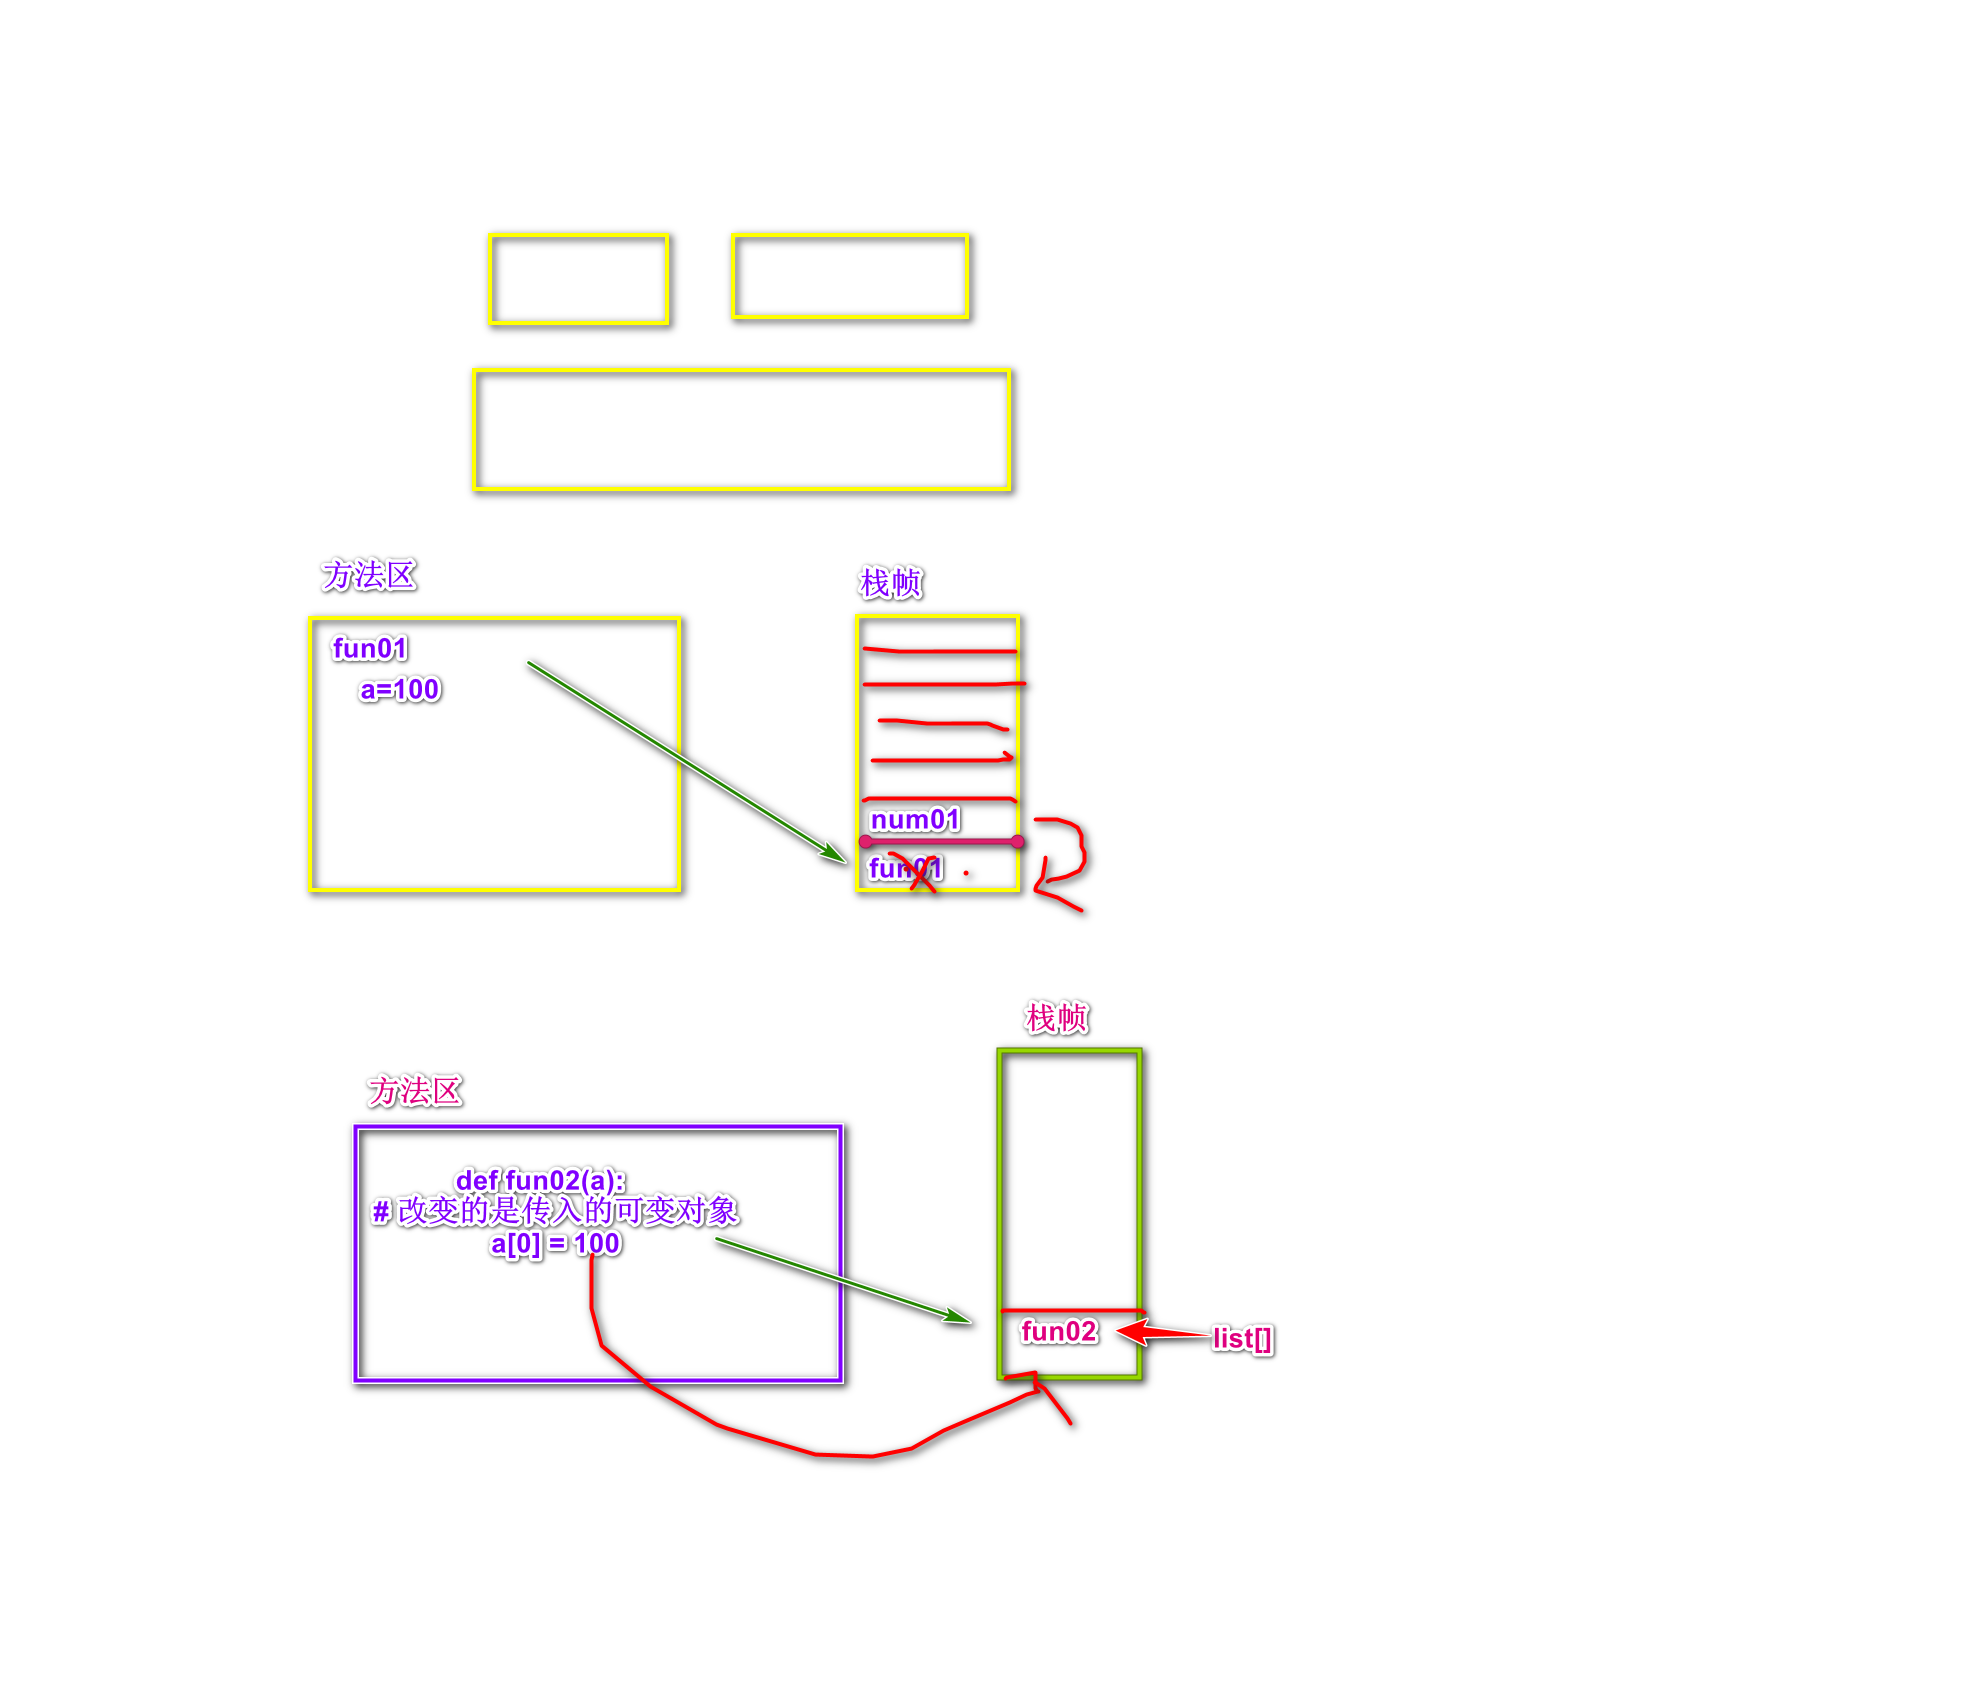 方法区
栈帧
fun01
a=100
num01
fun01
栈帧
方法区
def fun02(a):
# 改变的是传入的可变对象
a[0] = 100
fun02
list[]